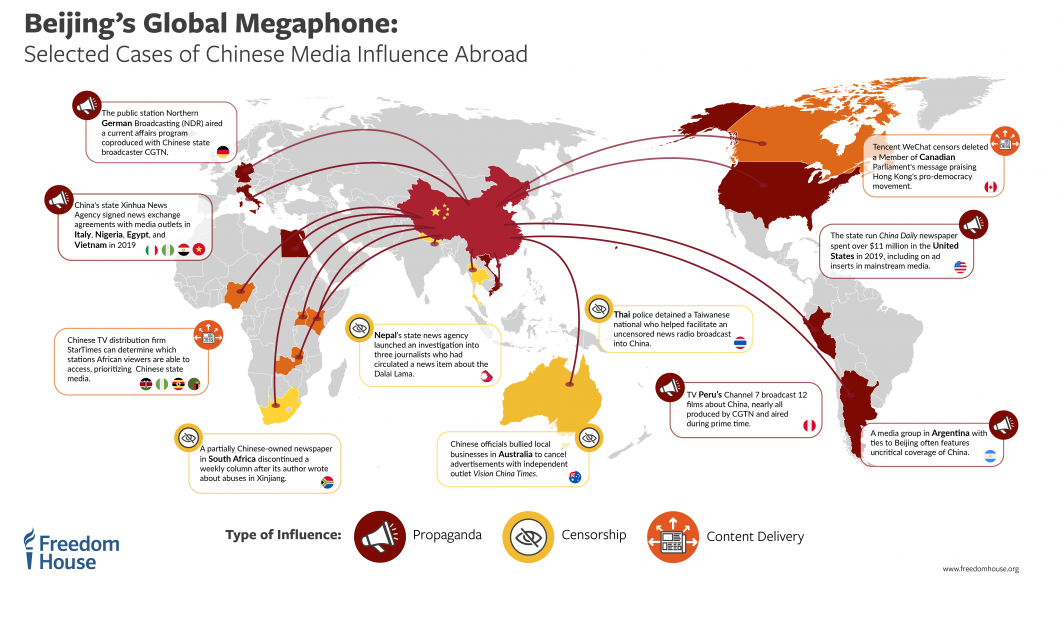 Beijing's Global Megaphone:
Selected Cases of Chinese Media Influence Abroad
The public station Northern
German Broadcasting (NDR) aired
a current affairs program
coproduced with Chinese state
broadcaster CGTN.
China's state Xinhua News
Agency signed news exchange
agreements with media outlets in
Italy, Nigeria, Egypt, and
Vietnam in 2019
Chinese TV distribution firm
StarTimes can determine which
stations African viewers are able to
access, prioritizing Chinese state
media.
A partially Chinese-owned newspaper
in South Africa discontinued a
weekly column after its author wrote
about abuses in Xinjiang.
Nepal's state news agency
launched an investigation into
three journalists who had
circulated a news item about the
Dalai Lama.
Chinese officials bullied local
businesses in Australia to cancel
advertisements with independent
outlet Vision China Times.
Thai police detained a Taiwanese
national who helped facilitate an
uncensored news radio broadcast
into China.
Tencent WeChat censors deleted
a Member of Canadian
Parliament's message praising
Hong Kong's pro-democracy
movement.
The state run China Daily newspaper
spent over $11 million in the United
States in 2019, including on ad
inserts in mainstream media.
TV Peru's Channel 7 broadcast 12
films about China, nearly all
produced by CGTN and aired
during prime time.
A media group in Argentina with
ties to Beijing often features
uncritical coverage of China.
Type of Influence:
Propaganda
Censorship
Content Delivery
Freedom
House
www.freedomhouse.org